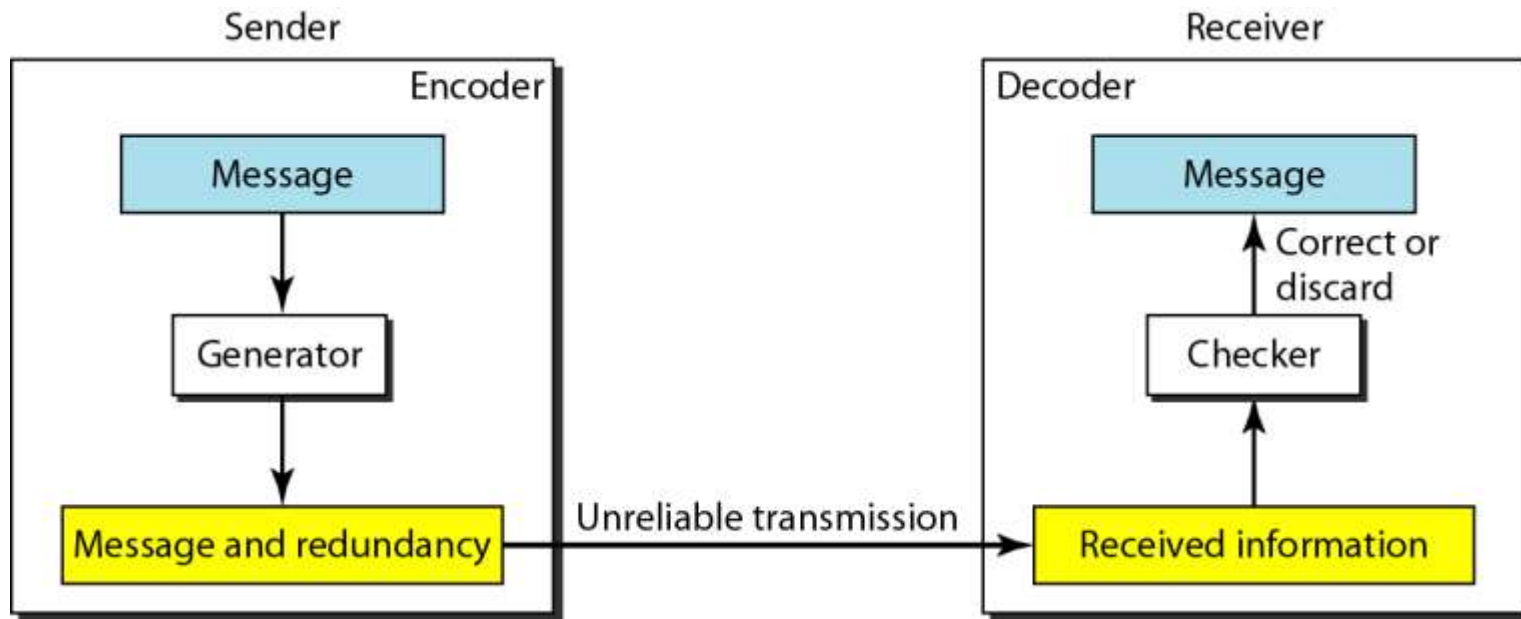 Sender
Encoder
Message
Generator
Message and redundancy
Unreliable transmission
Receiver
Decoder
Message
Correct or
discard
Checker
Received information